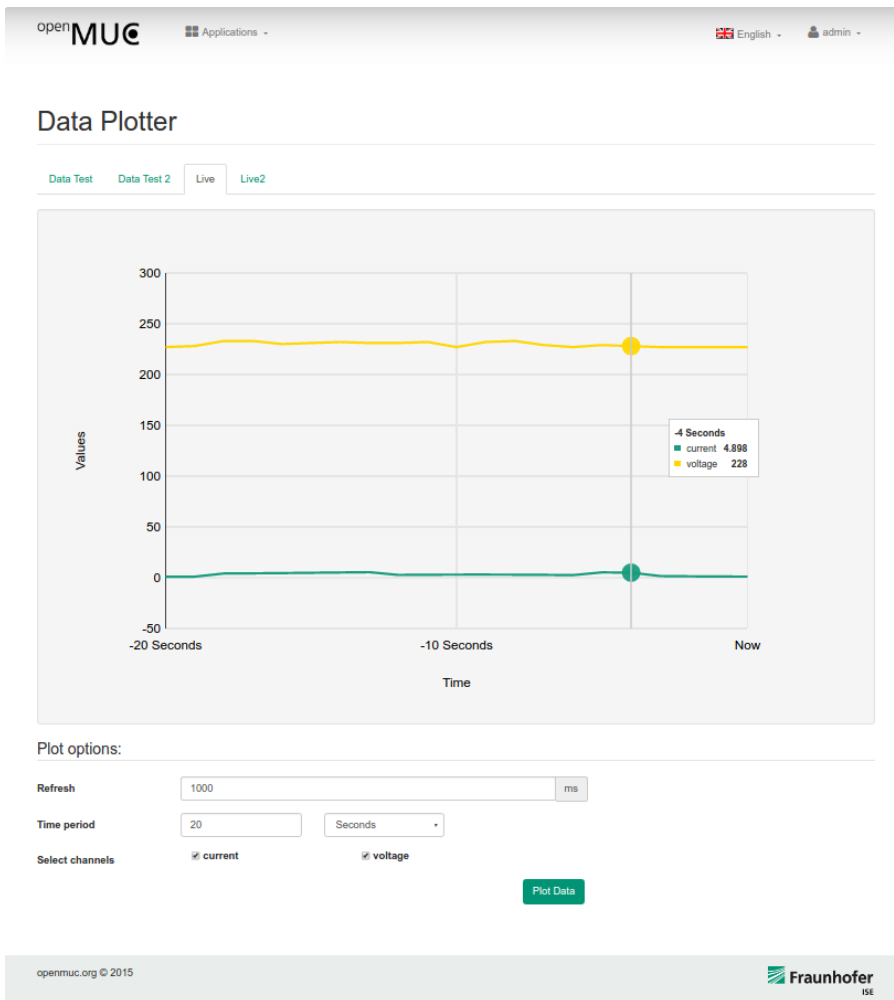 openMUC Applications English admin
Data Plotter
Data Test Data Test 2 Live Live2
300
250
200
150
100
50
0
-50
Values
-4 Seconds
current 4.898
voltage 228
-20 Seconds -10 Seconds Now
Time
Plot options:
Refresh 1000 ms
Time period 20 Seconds
Select channels current voltage
Plot Data
openmuc.org © 2015 Fraunhofer
ISE